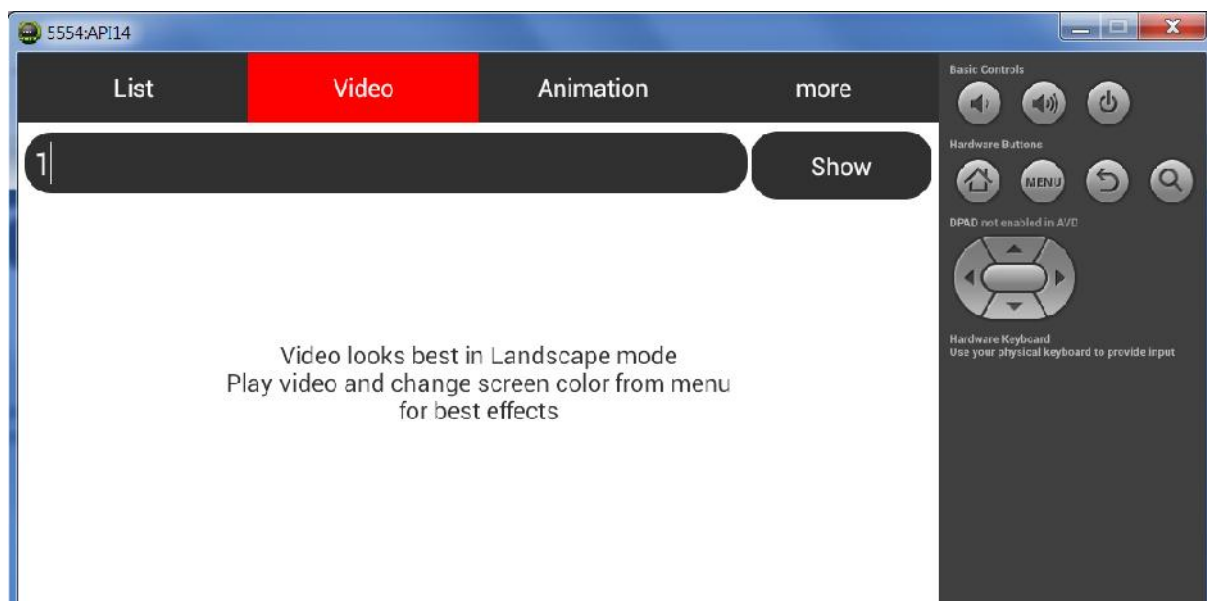 5554:API14
List
Video
Animation
more
1
Show
Video looks best in Landscape mode
Play video and change screen color from menu
for best effects
Basic Controls
Hardware Buttons
MENU
DPAD not enabled in AVD
Hardware Keyboard
Use your physical keyboard to provide input